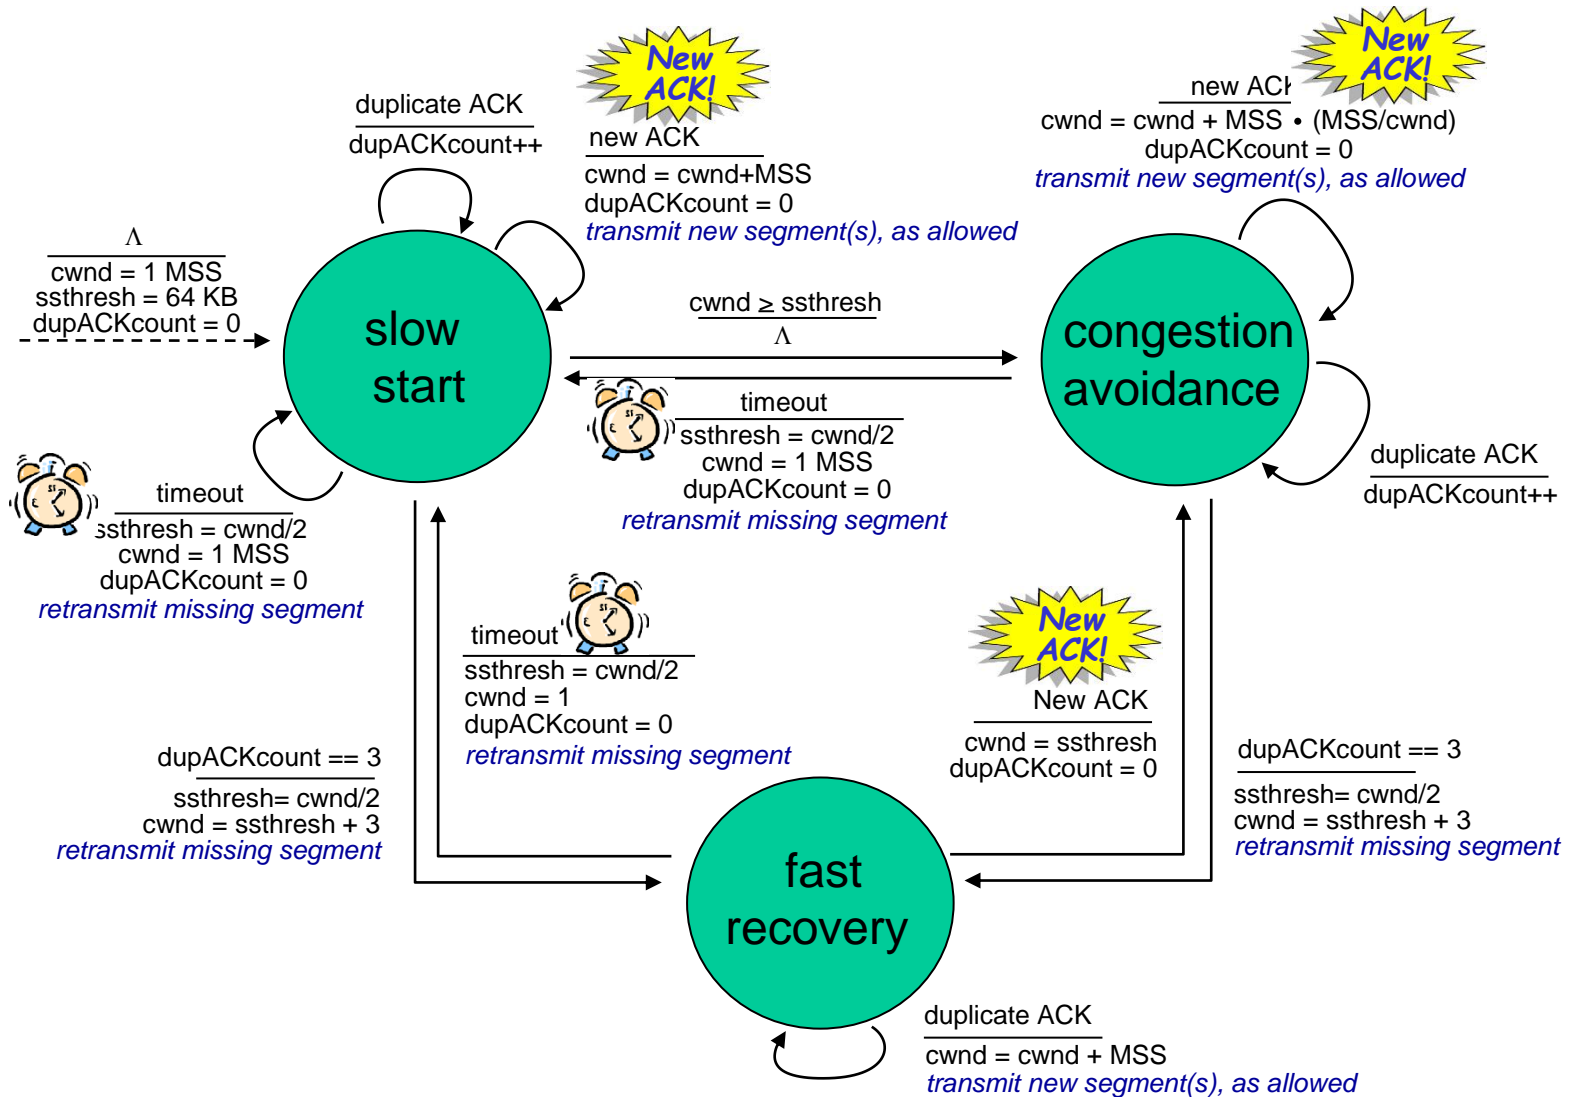 New
ACK!
New
ACK!
duplicate ACK
dupACKcount++
new ACK
cwnd = cwnd+MSS
dupACKcount = 0
transmit new segment(s), as allowed
new ACK
cwnd = cwnd + MSS • (MSS/cwnd)
dupACKcount = 0
transmit new segment(s), as allowed
Λ
cwnd = 1 MSS
ssthresh = 64 KB
dupACKcount = 0
slow
start
cwnd ≥ ssthresh
Λ
congestion
avoidance
timeout
ssthresh = cwnd/2
cwnd = 1 MSS
dupACKcount = 0
retransmit missing segment
duplicate ACK
dupACKcount++
timeout
ssthresh = cwnd/2
cwnd = 1 MSS
dupACKcount = 0
retransmit missing segment
timeout
ssthresh = cwnd/2
cwnd = 1
dupACKcount = 0
retransmit missing segment
New
ACK!
New ACK
cwnd = ssthresh
dupACKcount = 0
dupACKcount == 3
ssthresh= cwnd/2
cwnd = ssthresh + 3
retransmit missing segment
dupACKcount == 3
ssthresh= cwnd/2
cwnd = ssthresh + 3
retransmit missing segment
fast
recovery
duplicate ACK
cwnd = cwnd + MSS
transmit new segment(s), as allowed